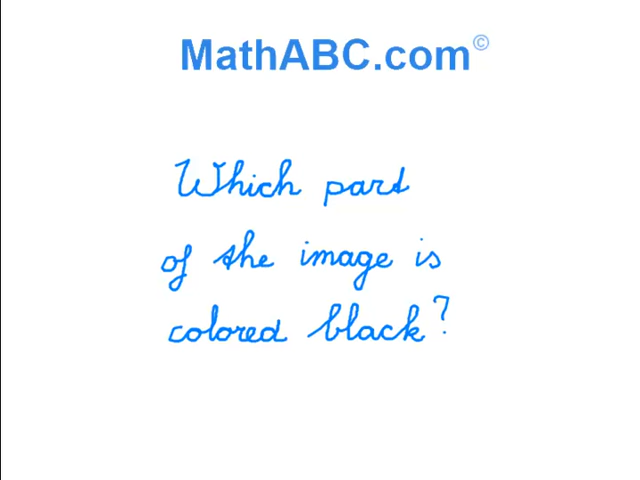 MathABC.com©
Which part
of the image is
colored black?